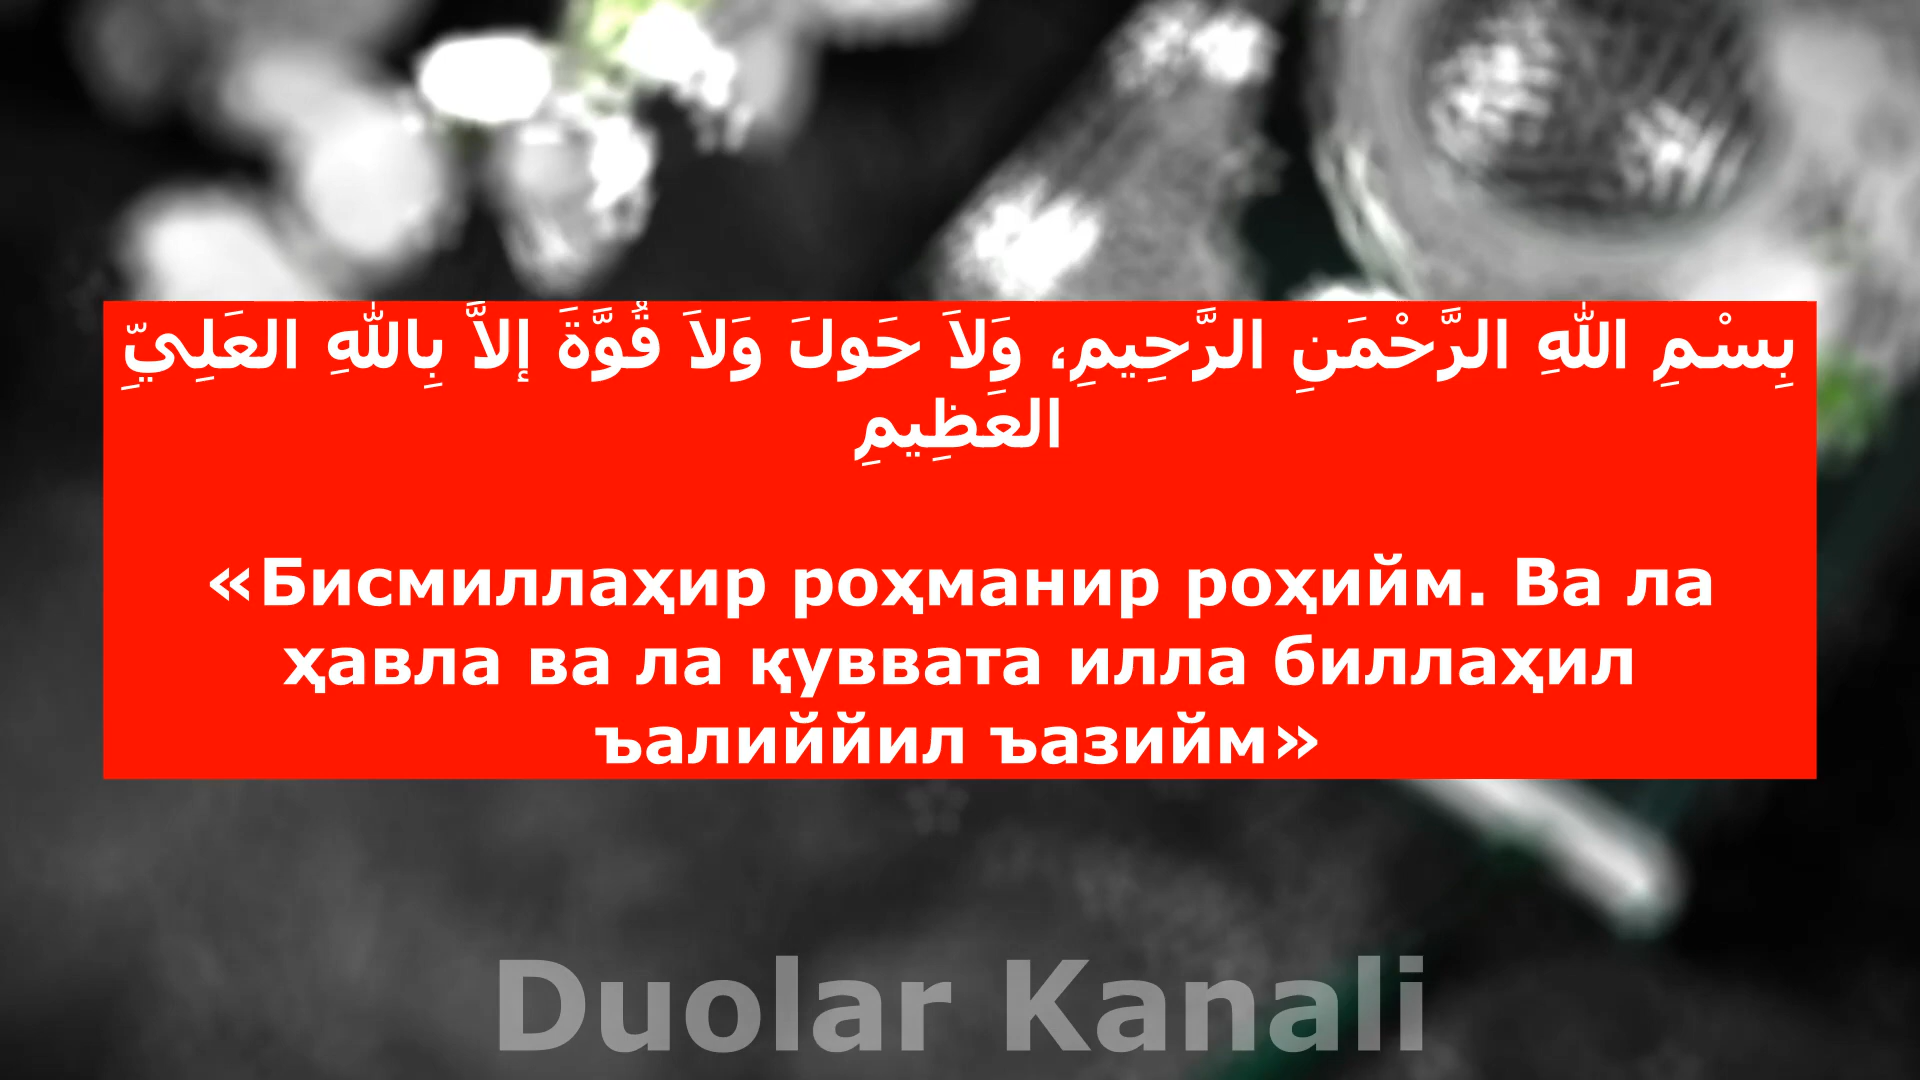 بِسْمِ اللهِ الرَّحْمَنِ الرَّحِيمِ، وَلاَ حَولَ وَلاَ قُوَّةَ إلاَّ بِاللهِ العَلِيِّ
العَظِيمِ
«Бисмиллаҳир роҳманир роҳийм. Ва ла
ҳавла ва ла қуввата илла биллаҳил
ъалиййил ъазийм»
Duolar Kanali